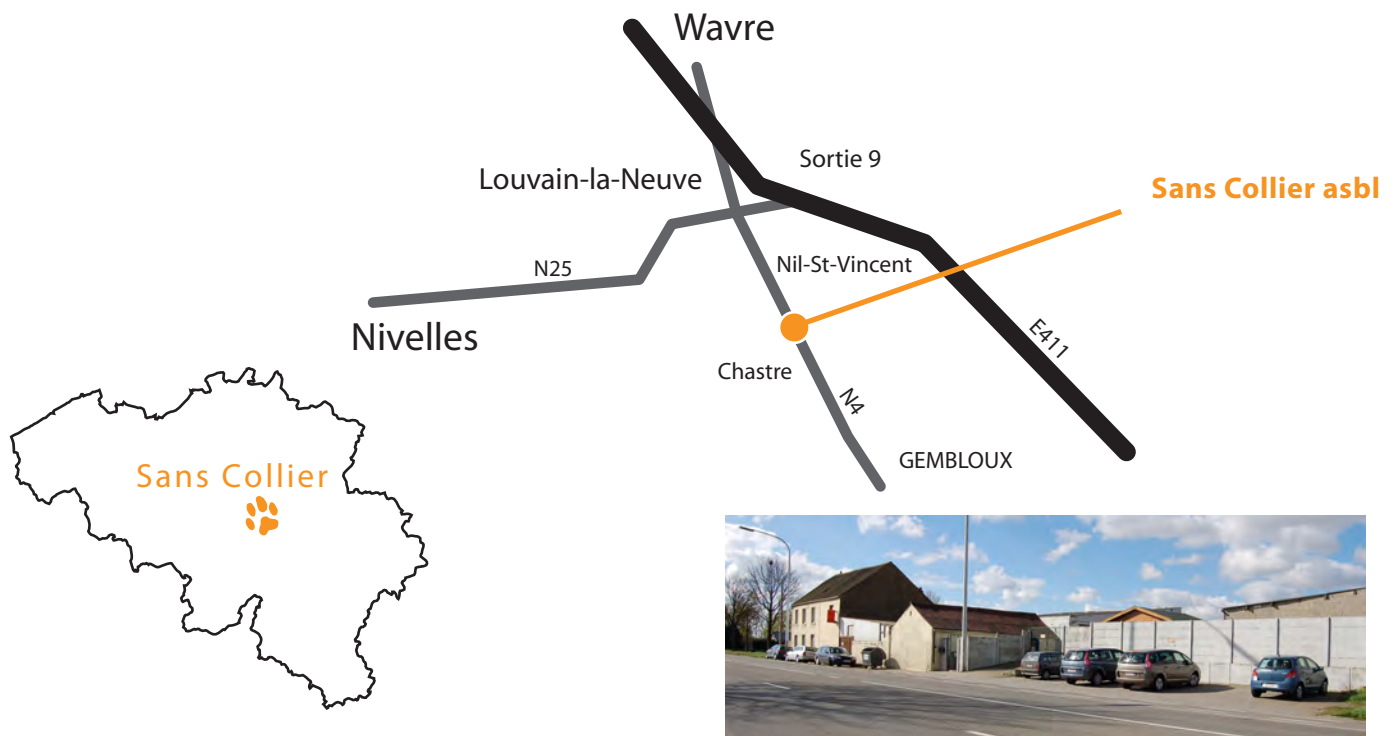 Wavre
Sortie 9
Louvain-la-Neuve
Sans Collier asbl
N25
Nil-St-Vincent
Nivelles
E411
Chastre
N4
GEMBLOUX
Sans Collier